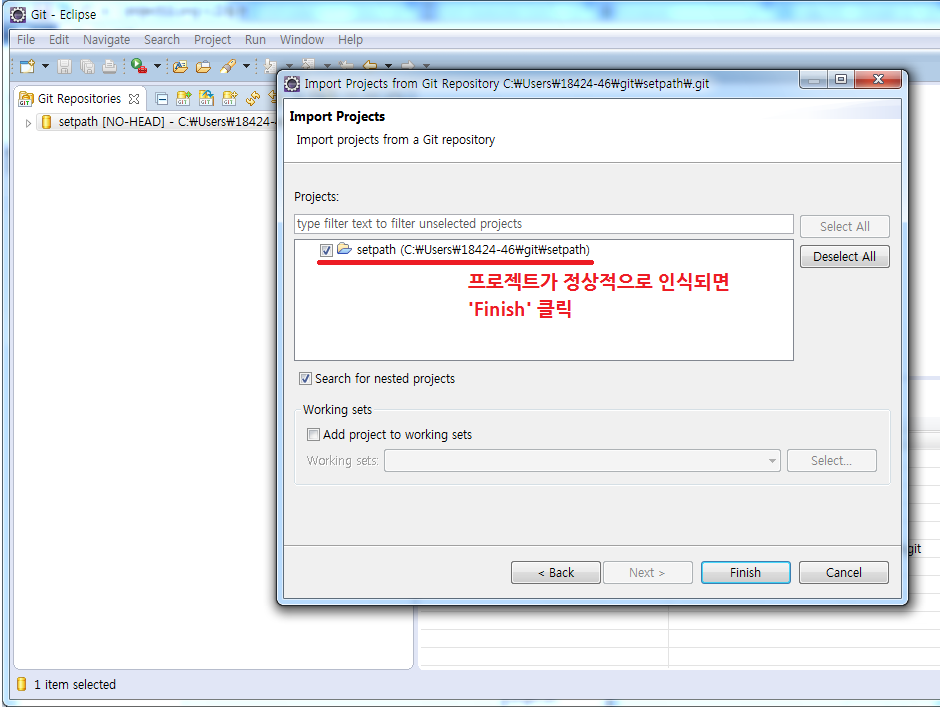 Git - Eclipse
File Edit Navigate Search Project Run Window Help
Git Repositories
setpath [NO-HEAD] - C:₩Users₩18424-
Import Projects from Git Repository C:₩Users₩18424-46₩git₩setpath₩.git
Import Projects
Import projects from a Git repository
Projects:
type filter text to filter unselected projects
Select All
setpath (C:₩Users₩18424-46₩git₩setpath)
Deselect All
프로젝트가 정상적으로 인식되면
'Finish' 클릭
Search for nested projects
Working sets
Add project to working sets
Working sets:
Select...
git
< Back
Next >
Finish
Cancel
1 item selected